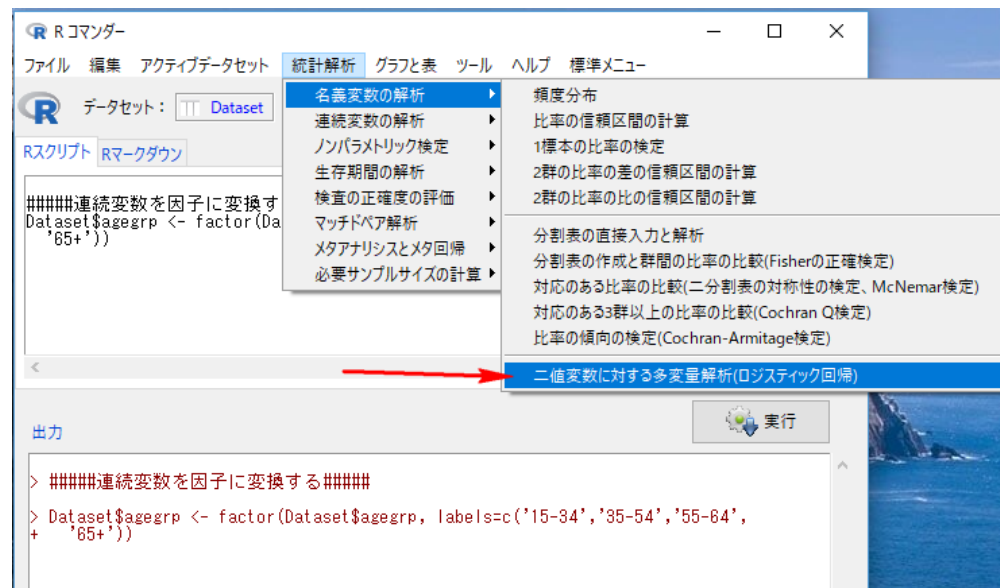 R コマンダー
ファイル 編集 アクティブデータセット 統計解析 グラフと表 ツール ヘルプ 標準メニュー
データセット： Dataset
Rスクリプト Rマークダウン
#####連続変数を因子に変換す
Dataset$agegrp <- factor(Da
'65+'))
名義変数の解析
連続変数の解析
ノンパラメトリック検定
生存期間の解析
検査の正確度の評価
マッチドペア解析
メタアナリシスとメタ回帰
必要サンプルサイズの計算
頻度分布
比率の信頼区間の計算
1標本の比率の検定
2群の比率の差の信頼区間の計算
2群の比率の比の信頼区間の計算
分割表の直接入力と解析
分割表の作成と群間の比率の比較(Fisherの正確検定)
対応のある比率の比較(二分割表の対称性の検定、McNemar検定)
対応のある3群以上の比率の比較(Cochran Q検定)
比率の傾向の検定(Cochran-Armitage検定)
二値変数に対する多変量解析(ロジスティック回帰)
実行
出力
> #####連続変数を因子に変換する#####
> Dataset$agegrp <- factor(Dataset$agegrp, labels=c('15-34','35-54','55-64',
+ '65+'))